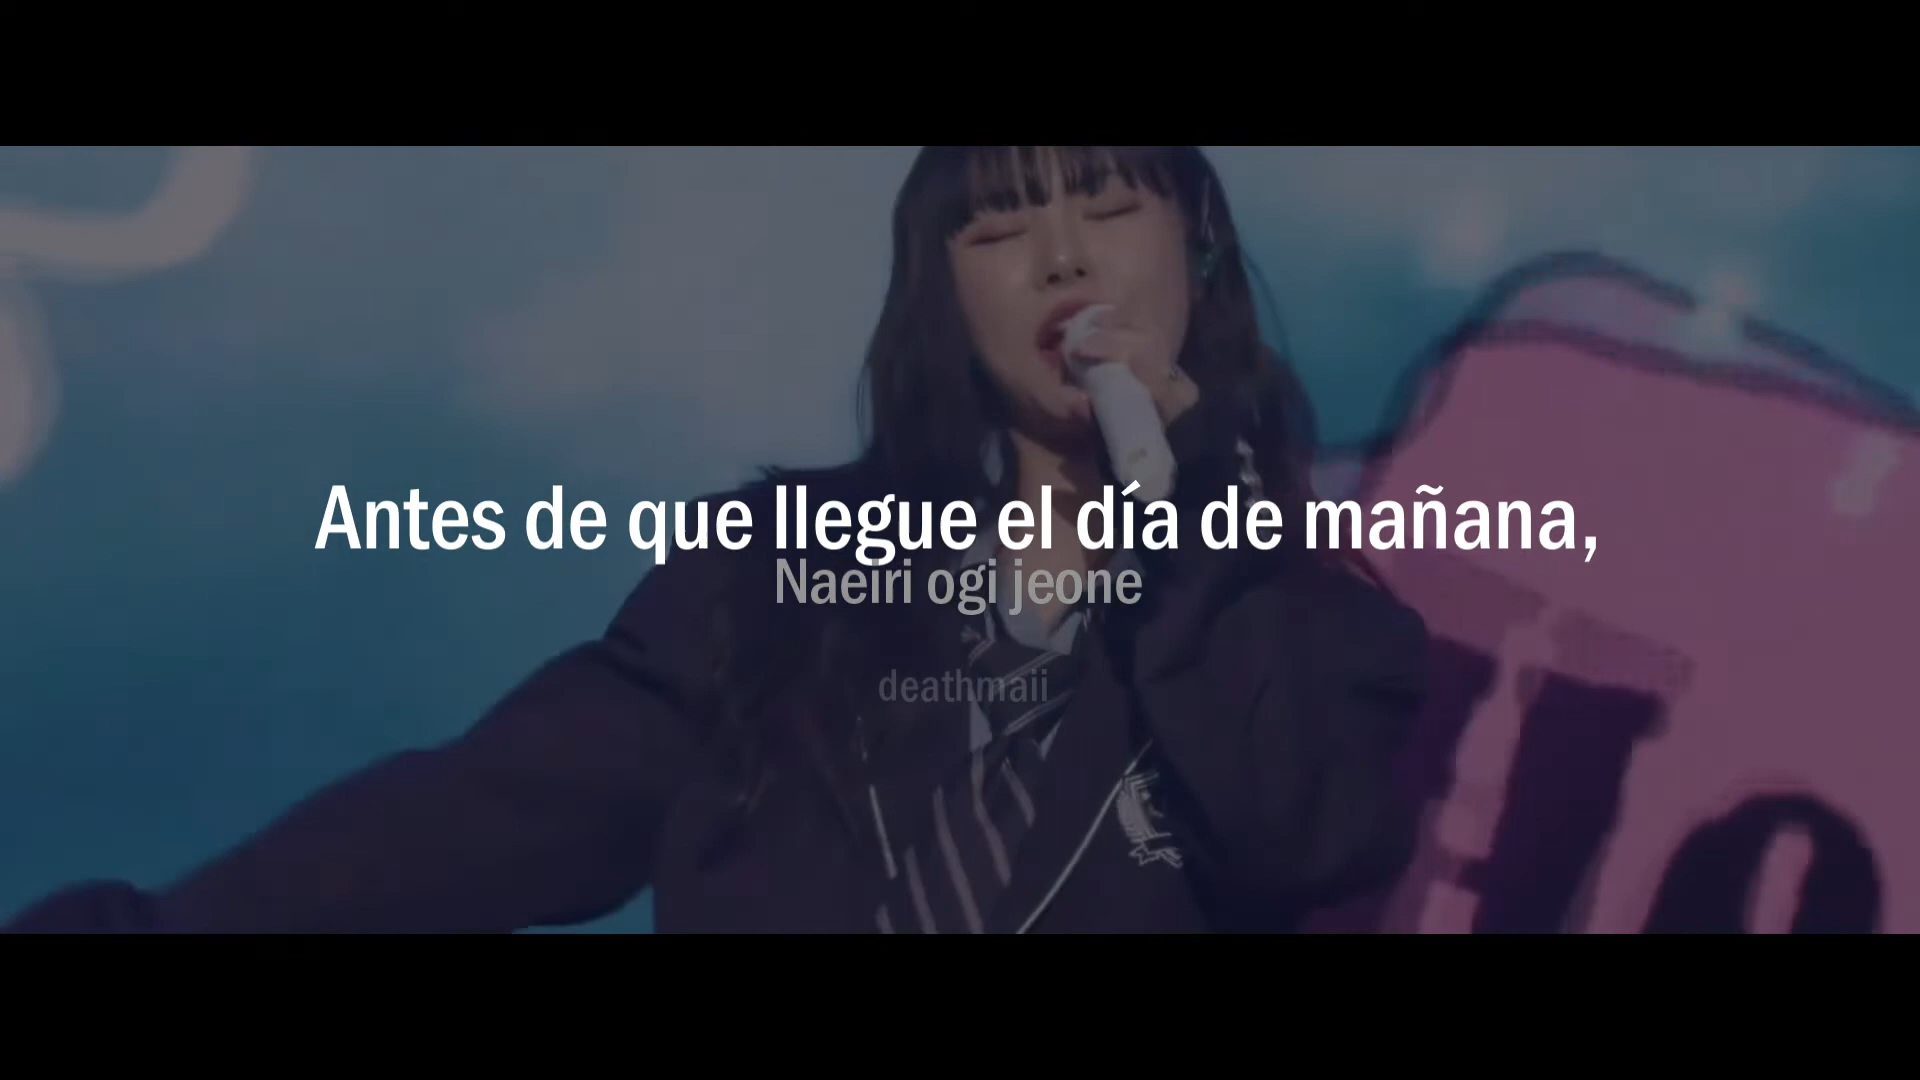 Antes de que llegue el día de mañana,
Naeiri ogi jeone
deathmaii